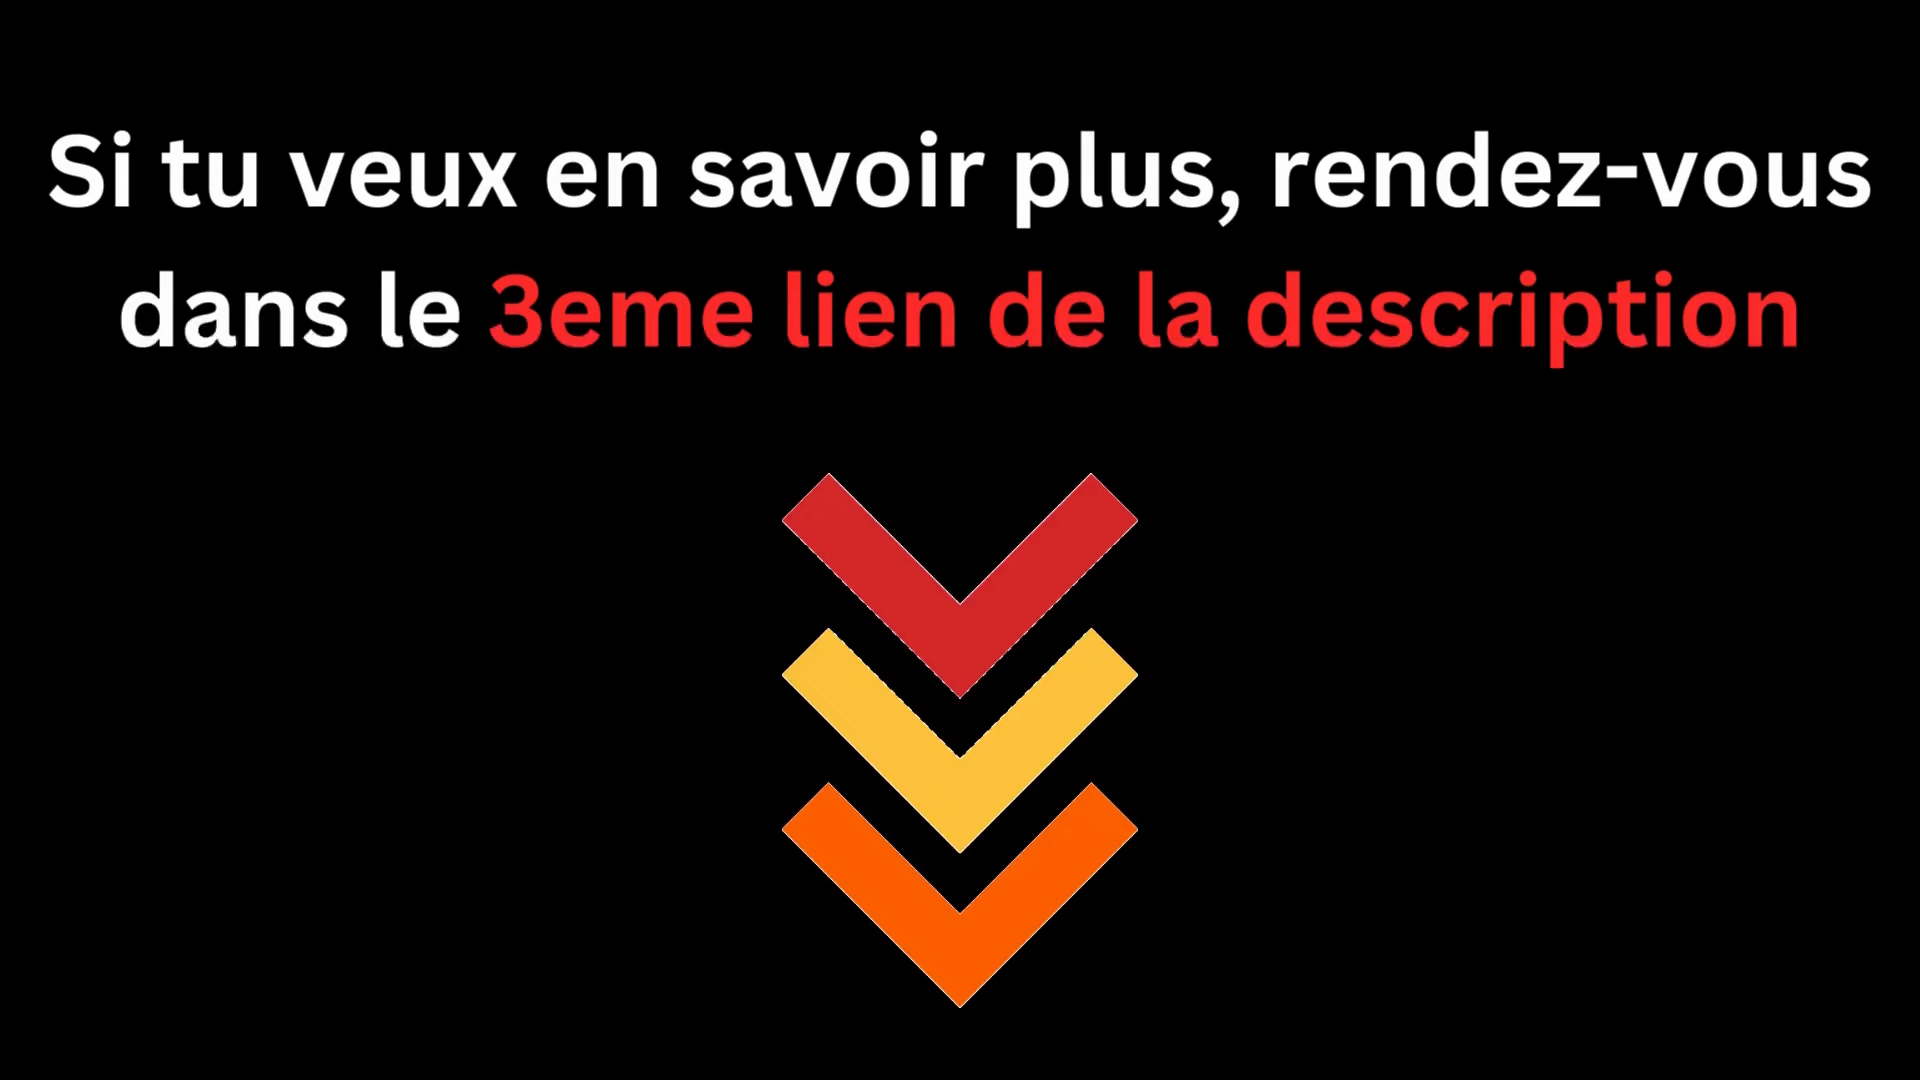 Si tu veux en savoir plus, rendez-vous
dans le 3eme lien de la description